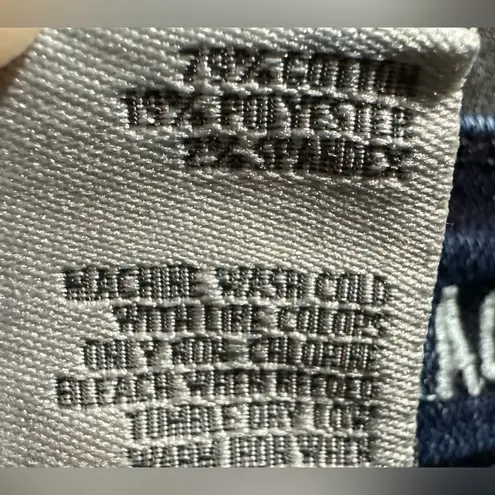 79% COTTON
19% POLYESTER
2% SPANDEX
MACHINE WASH COLD
WITH LIKE COLORS
ONLY NON-CHLORINE
BLEACH WHEN NEEDED
TUMBLE DRY LOW